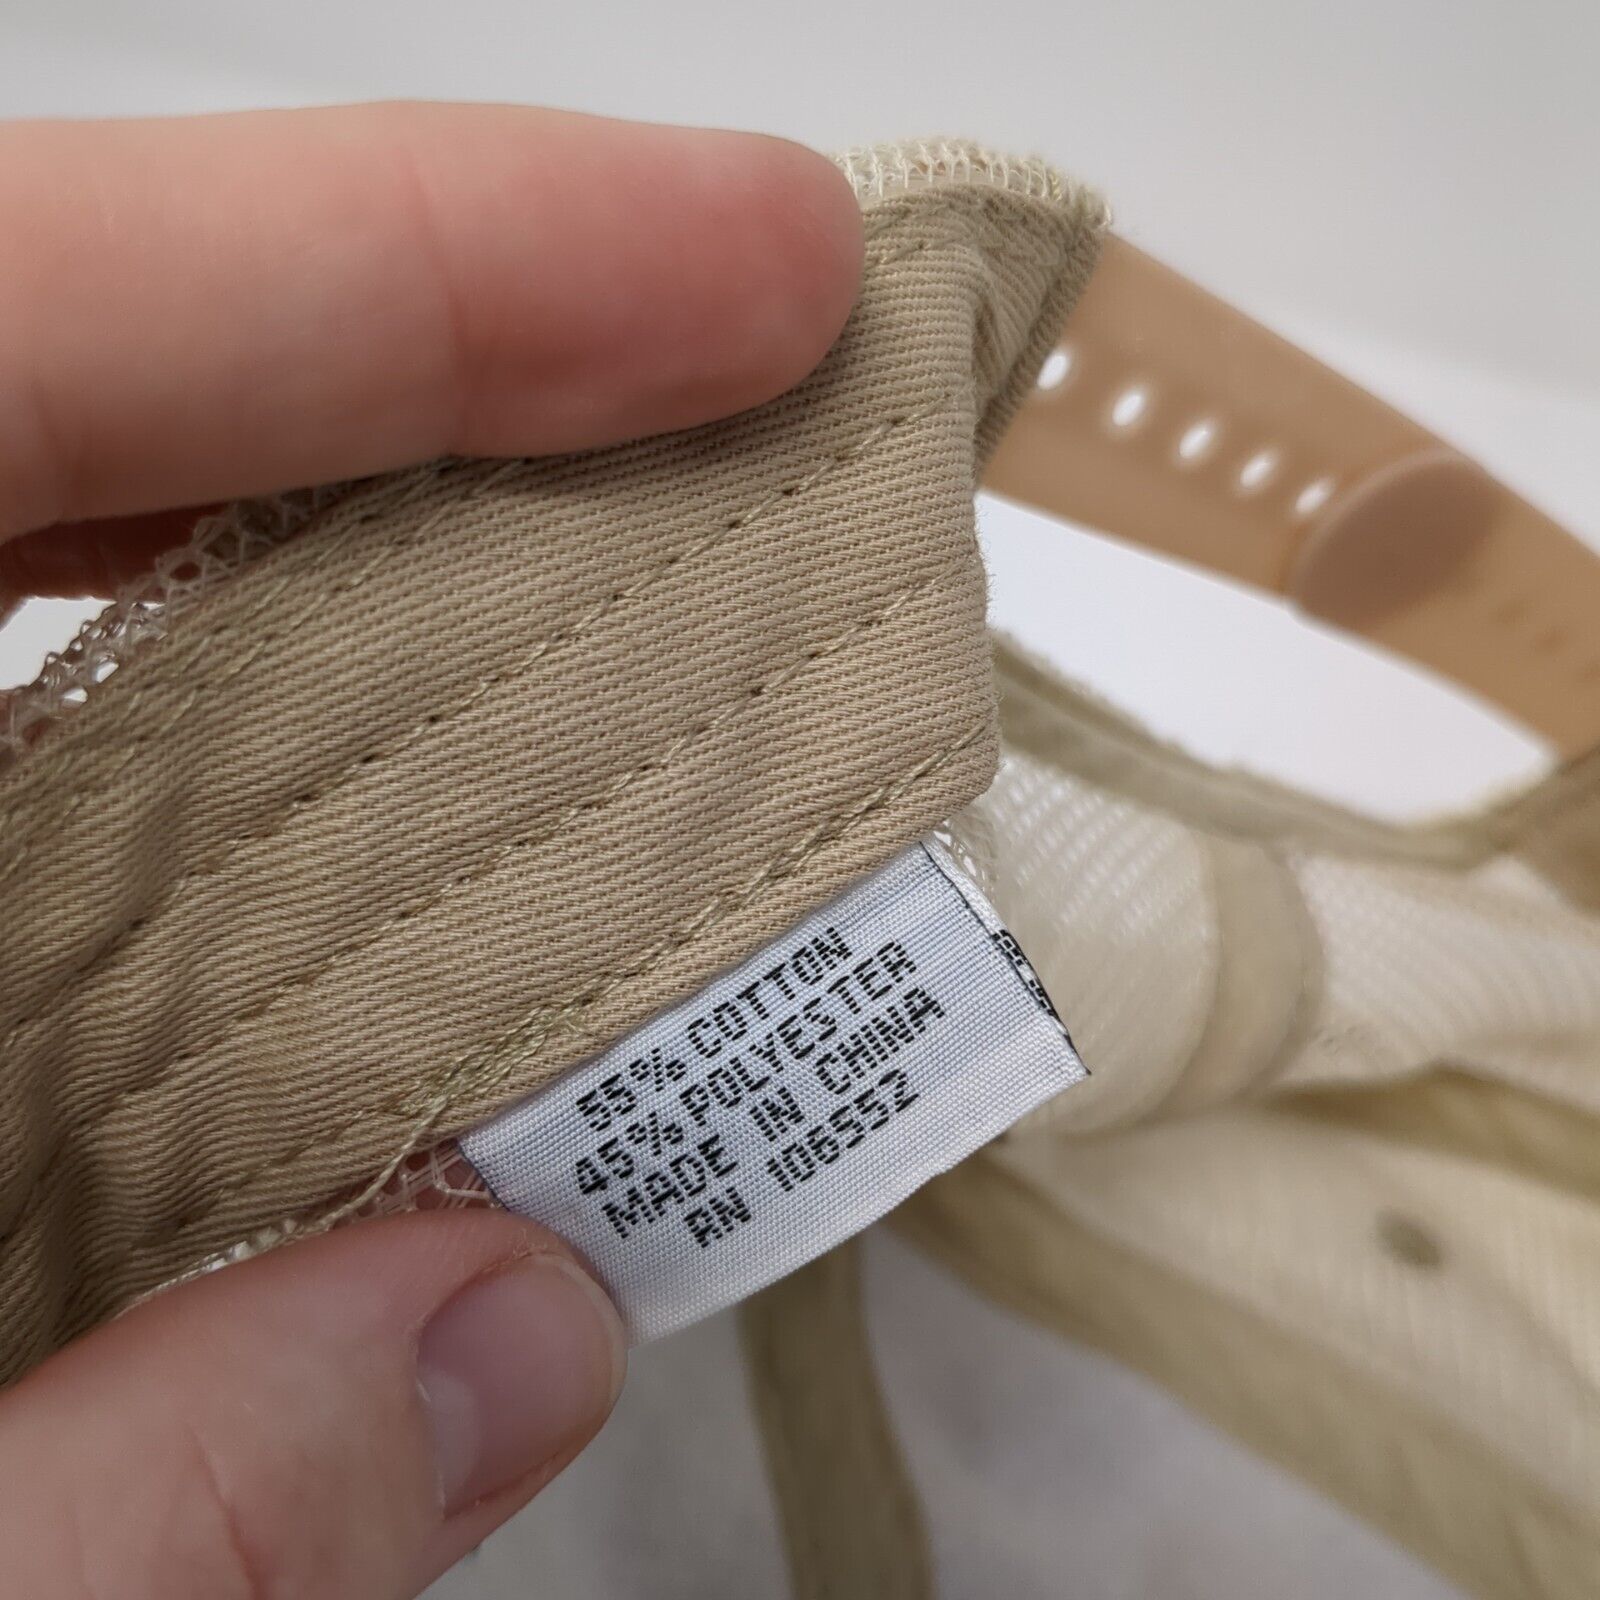 55% COTTON
45% POLYESTER
MADE IN CHINA
RN 106552